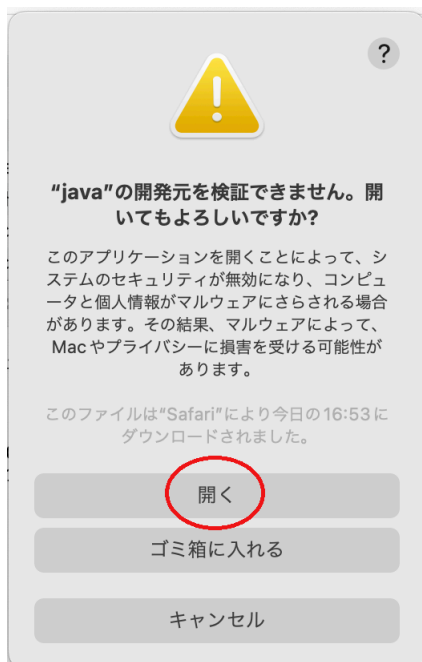 ?
“java”の開発元を検証できません。開
いてもよろしいですか?
このアプリケーションを開くことによって、シ
ステムのセキュリティが無効になり、コンピュ
ータと個人情報がマルウェアにさらされる場合
があります。その結果、マルウェアによって、
Macやプライバシーに損害を受ける可能性が
あります。
このファイルは“Safari”により今日の16:53に
ダウンロードされました。
開く
ゴミ箱に入れる
キャンセル